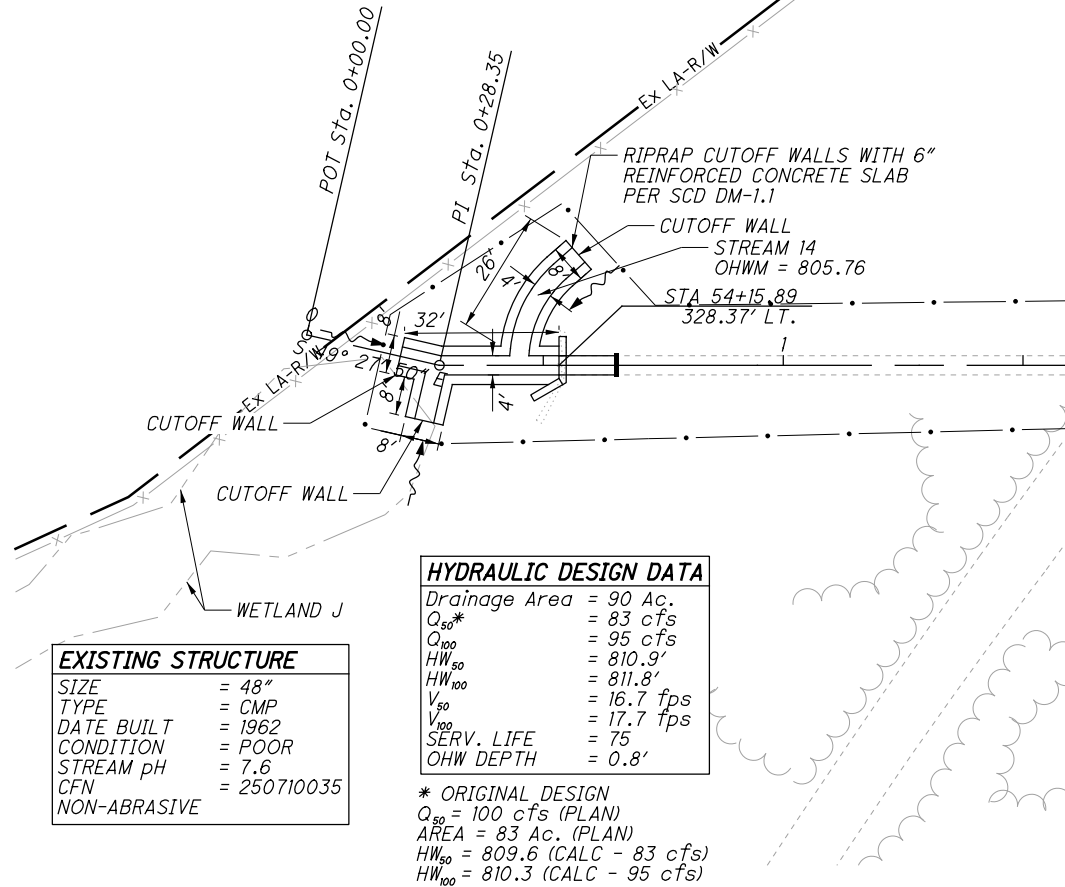 POT Sta. 0+00.00
PI Sta. 0+28.35
Ex LA-R/W
RIPRAP CUTOFF WALLS WITH 6"
REINFORCED CONCRETE SLAB
PER SCD DM-1.1
CUTOFF WALL
STREAM 14
OHWM = 805.76
STA 54+15.89
328.37' LT.
1
26'
4'
8'
32'
8'
0
S 49° 27' 50"
Ex LA-R/W
8'
4'
8'
CUTOFF WALL
CUTOFF WALL
WETLAND J
EXISTING STRUCTURE
SIZE = 48"
TYPE = CMP
DATE BUILT = 1962
CONDITION = POOR
STREAM pH = 7.6
CFN = 250710035
NON-ABRASIVE
HYDRAULIC DESIGN DATA
Drainage Area = 90 Ac.
Q50* = 83 cfs
Q100 = 95 cfs
HW50 = 810.9'
HW100 = 811.8'
V50 = 16.7 fps
V100 = 17.7 fps
SERV. LIFE = 75
OHW DEPTH = 0.8'
* ORIGINAL DESIGN
Q50 = 100 cfs (PLAN)
AREA = 83 Ac. (PLAN)
HW50 = 809.6 (CALC - 83 cfs)
HW100 = 810.3 (CALC - 95 cfs)